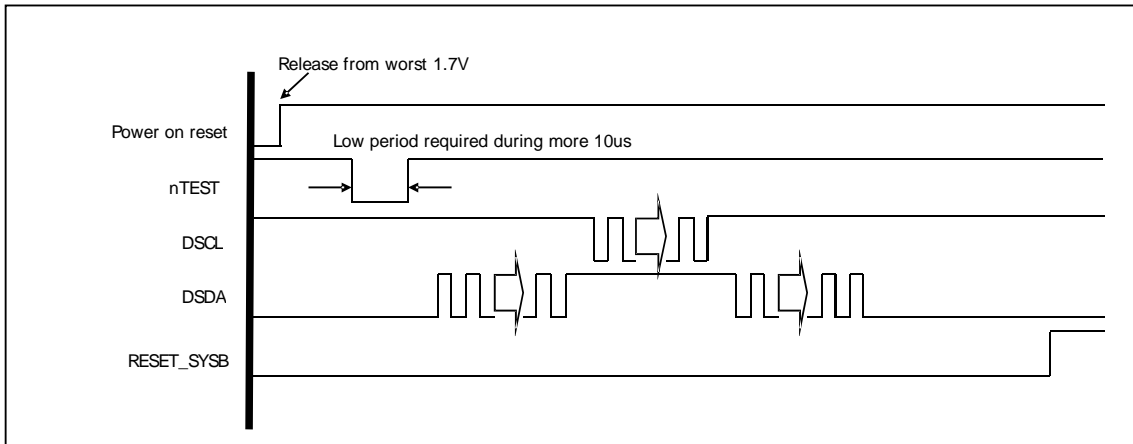 Release from worst 1.7V
Power on reset
Low period required during more 10us
nTEST
DSCL
DSDA
RESET_SYSB